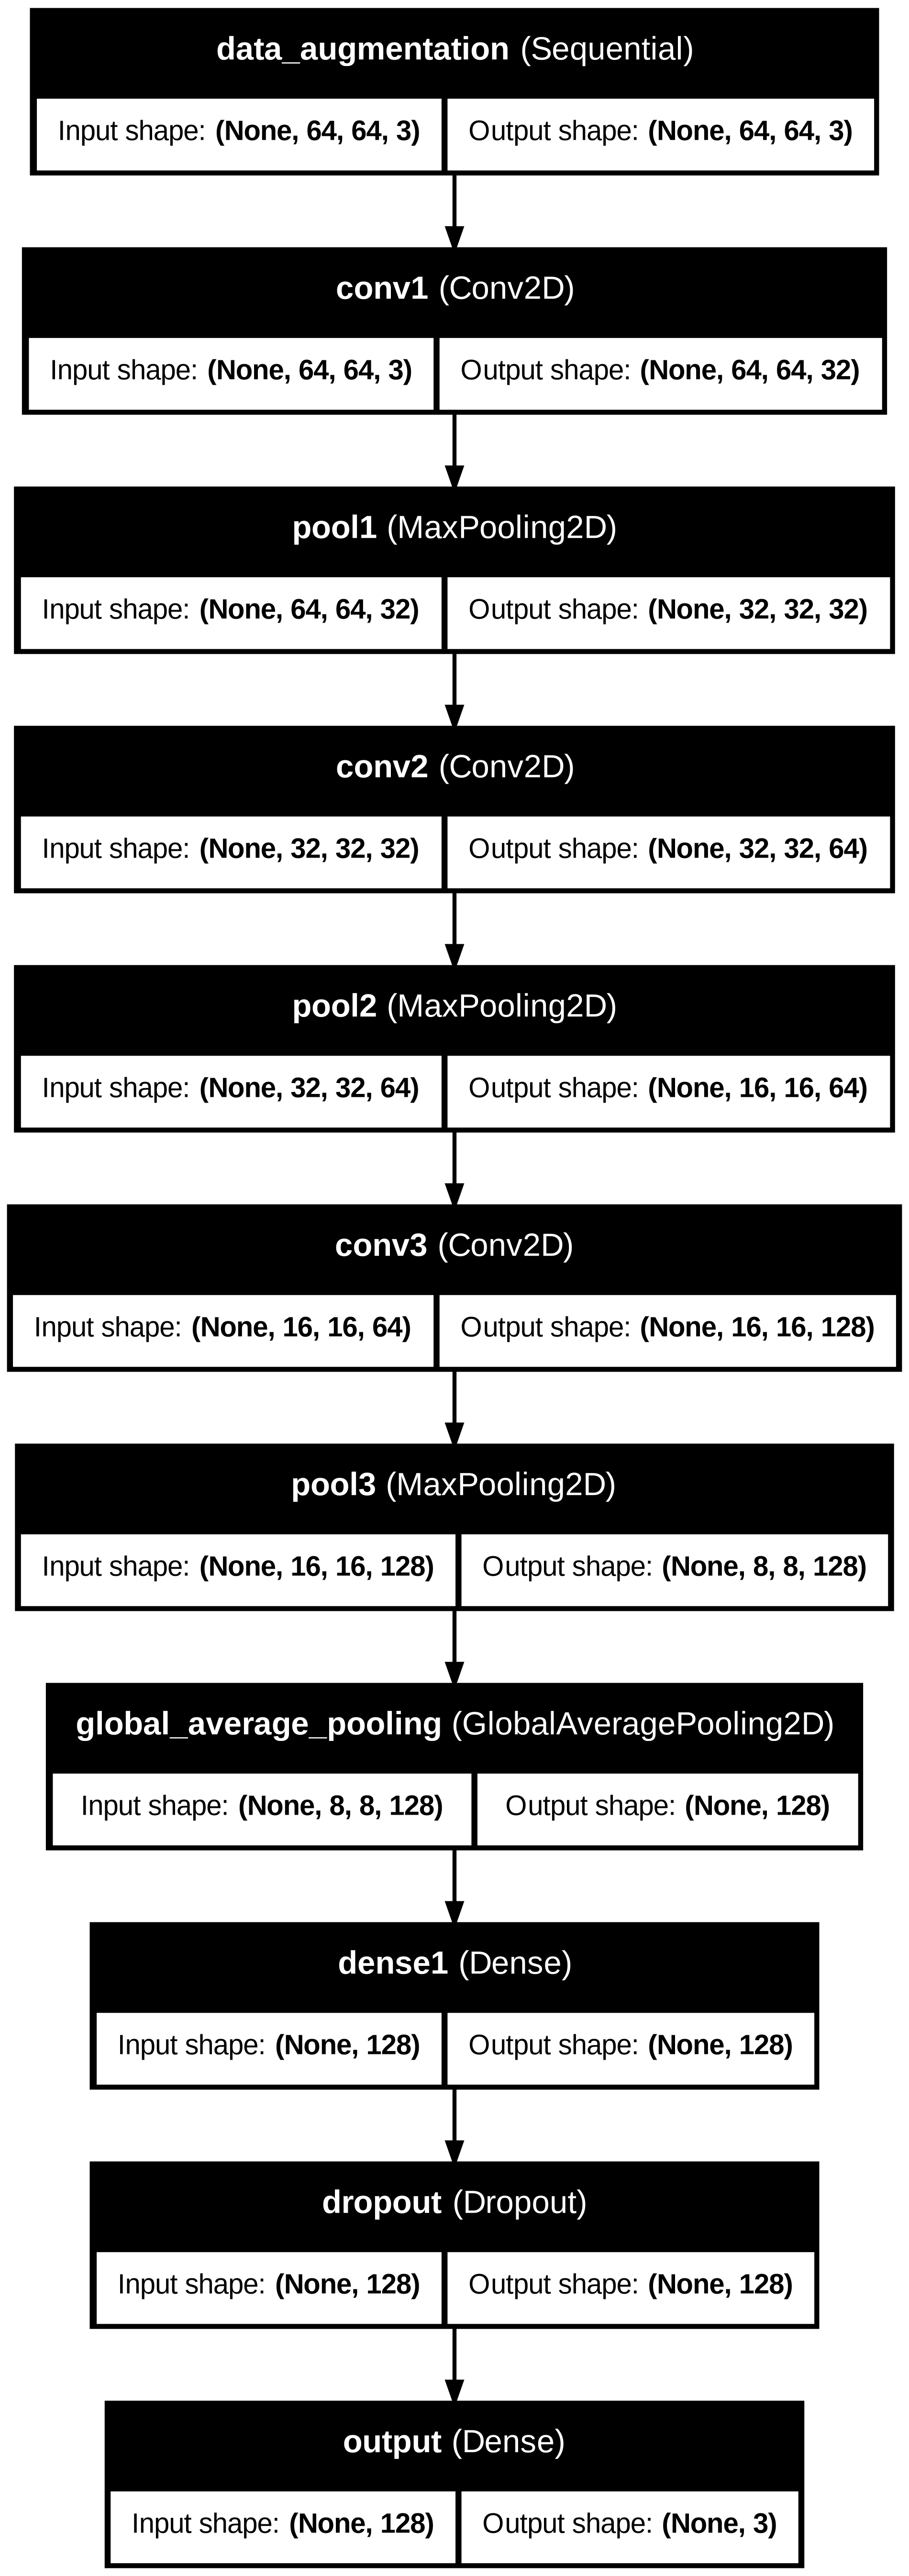 data_augmentation (Sequential)
Input shape: (None, 64, 64, 3) Output shape: (None, 64, 64, 3)
conv1 (Conv2D)
Input shape: (None, 64, 64, 3) Output shape: (None, 64, 64, 32)
pool1 (MaxPooling2D)
Input shape: (None, 64, 64, 32) Output shape: (None, 32, 32, 32)
conv2 (Conv2D)
Input shape: (None, 32, 32, 32) Output shape: (None, 32, 32, 64)
pool2 (MaxPooling2D)
Input shape: (None, 32, 32, 64) Output shape: (None, 16, 16, 64)
conv3 (Conv2D)
Input shape: (None, 16, 16, 64) Output shape: (None, 16, 16, 128)
pool3 (MaxPooling2D)
Input shape: (None, 16, 16, 128) Output shape: (None, 8, 8, 128)
global_average_pooling (GlobalAveragePooling2D)
Input shape: (None, 8, 8, 128) Output shape: (None, 128)
dense1 (Dense)
Input shape: (None, 128) Output shape: (None, 128)
dropout (Dropout)
Input shape: (None, 128) Output shape: (None, 128)
output (Dense)
Input shape: (None, 128) Output shape: (None, 3)